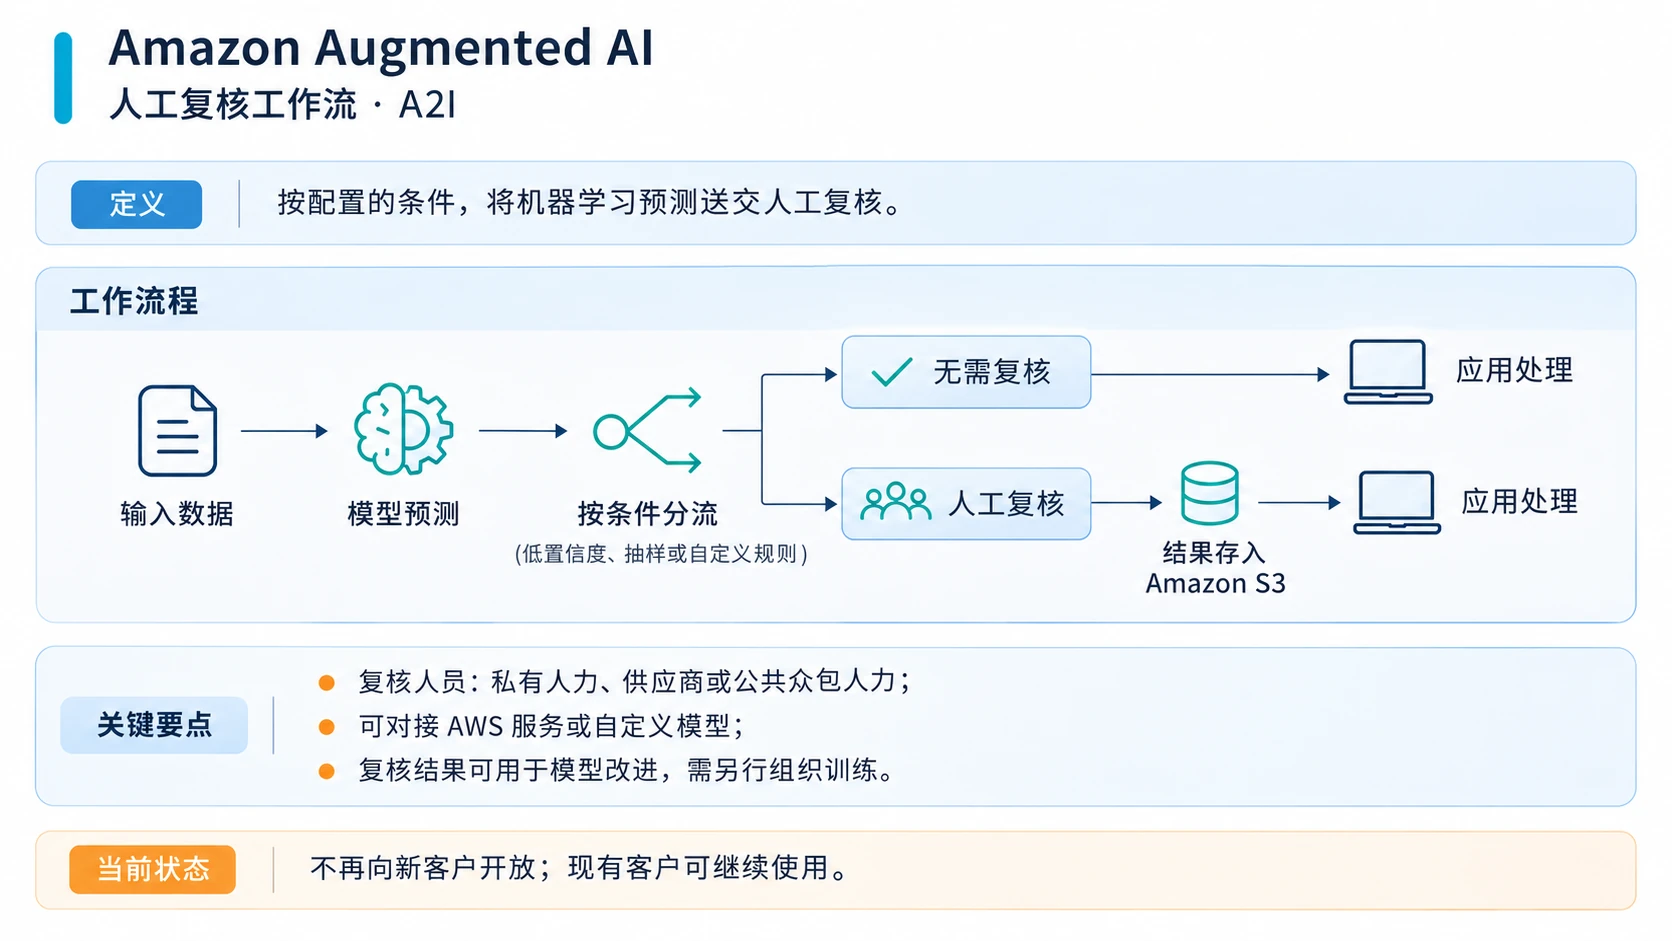 Amazon Augmented AI
人工复核工作流 · A2I
定义
按配置的条件，将机器学习预测送交人工复核。
工作流程
输入数据
模型预测
按条件分流
(低置信度、抽样或自定义规则)
无需复核
应用处理
人工复核
结果存入
Amazon S3
应用处理
关键要点
复核人员：私有人力、供应商或公共众包人力；
可对接 AWS 服务或自定义模型；
复核结果可用于模型改进，需另行组织训练。
当前状态
不再向新客户开放；现有客户可继续使用。